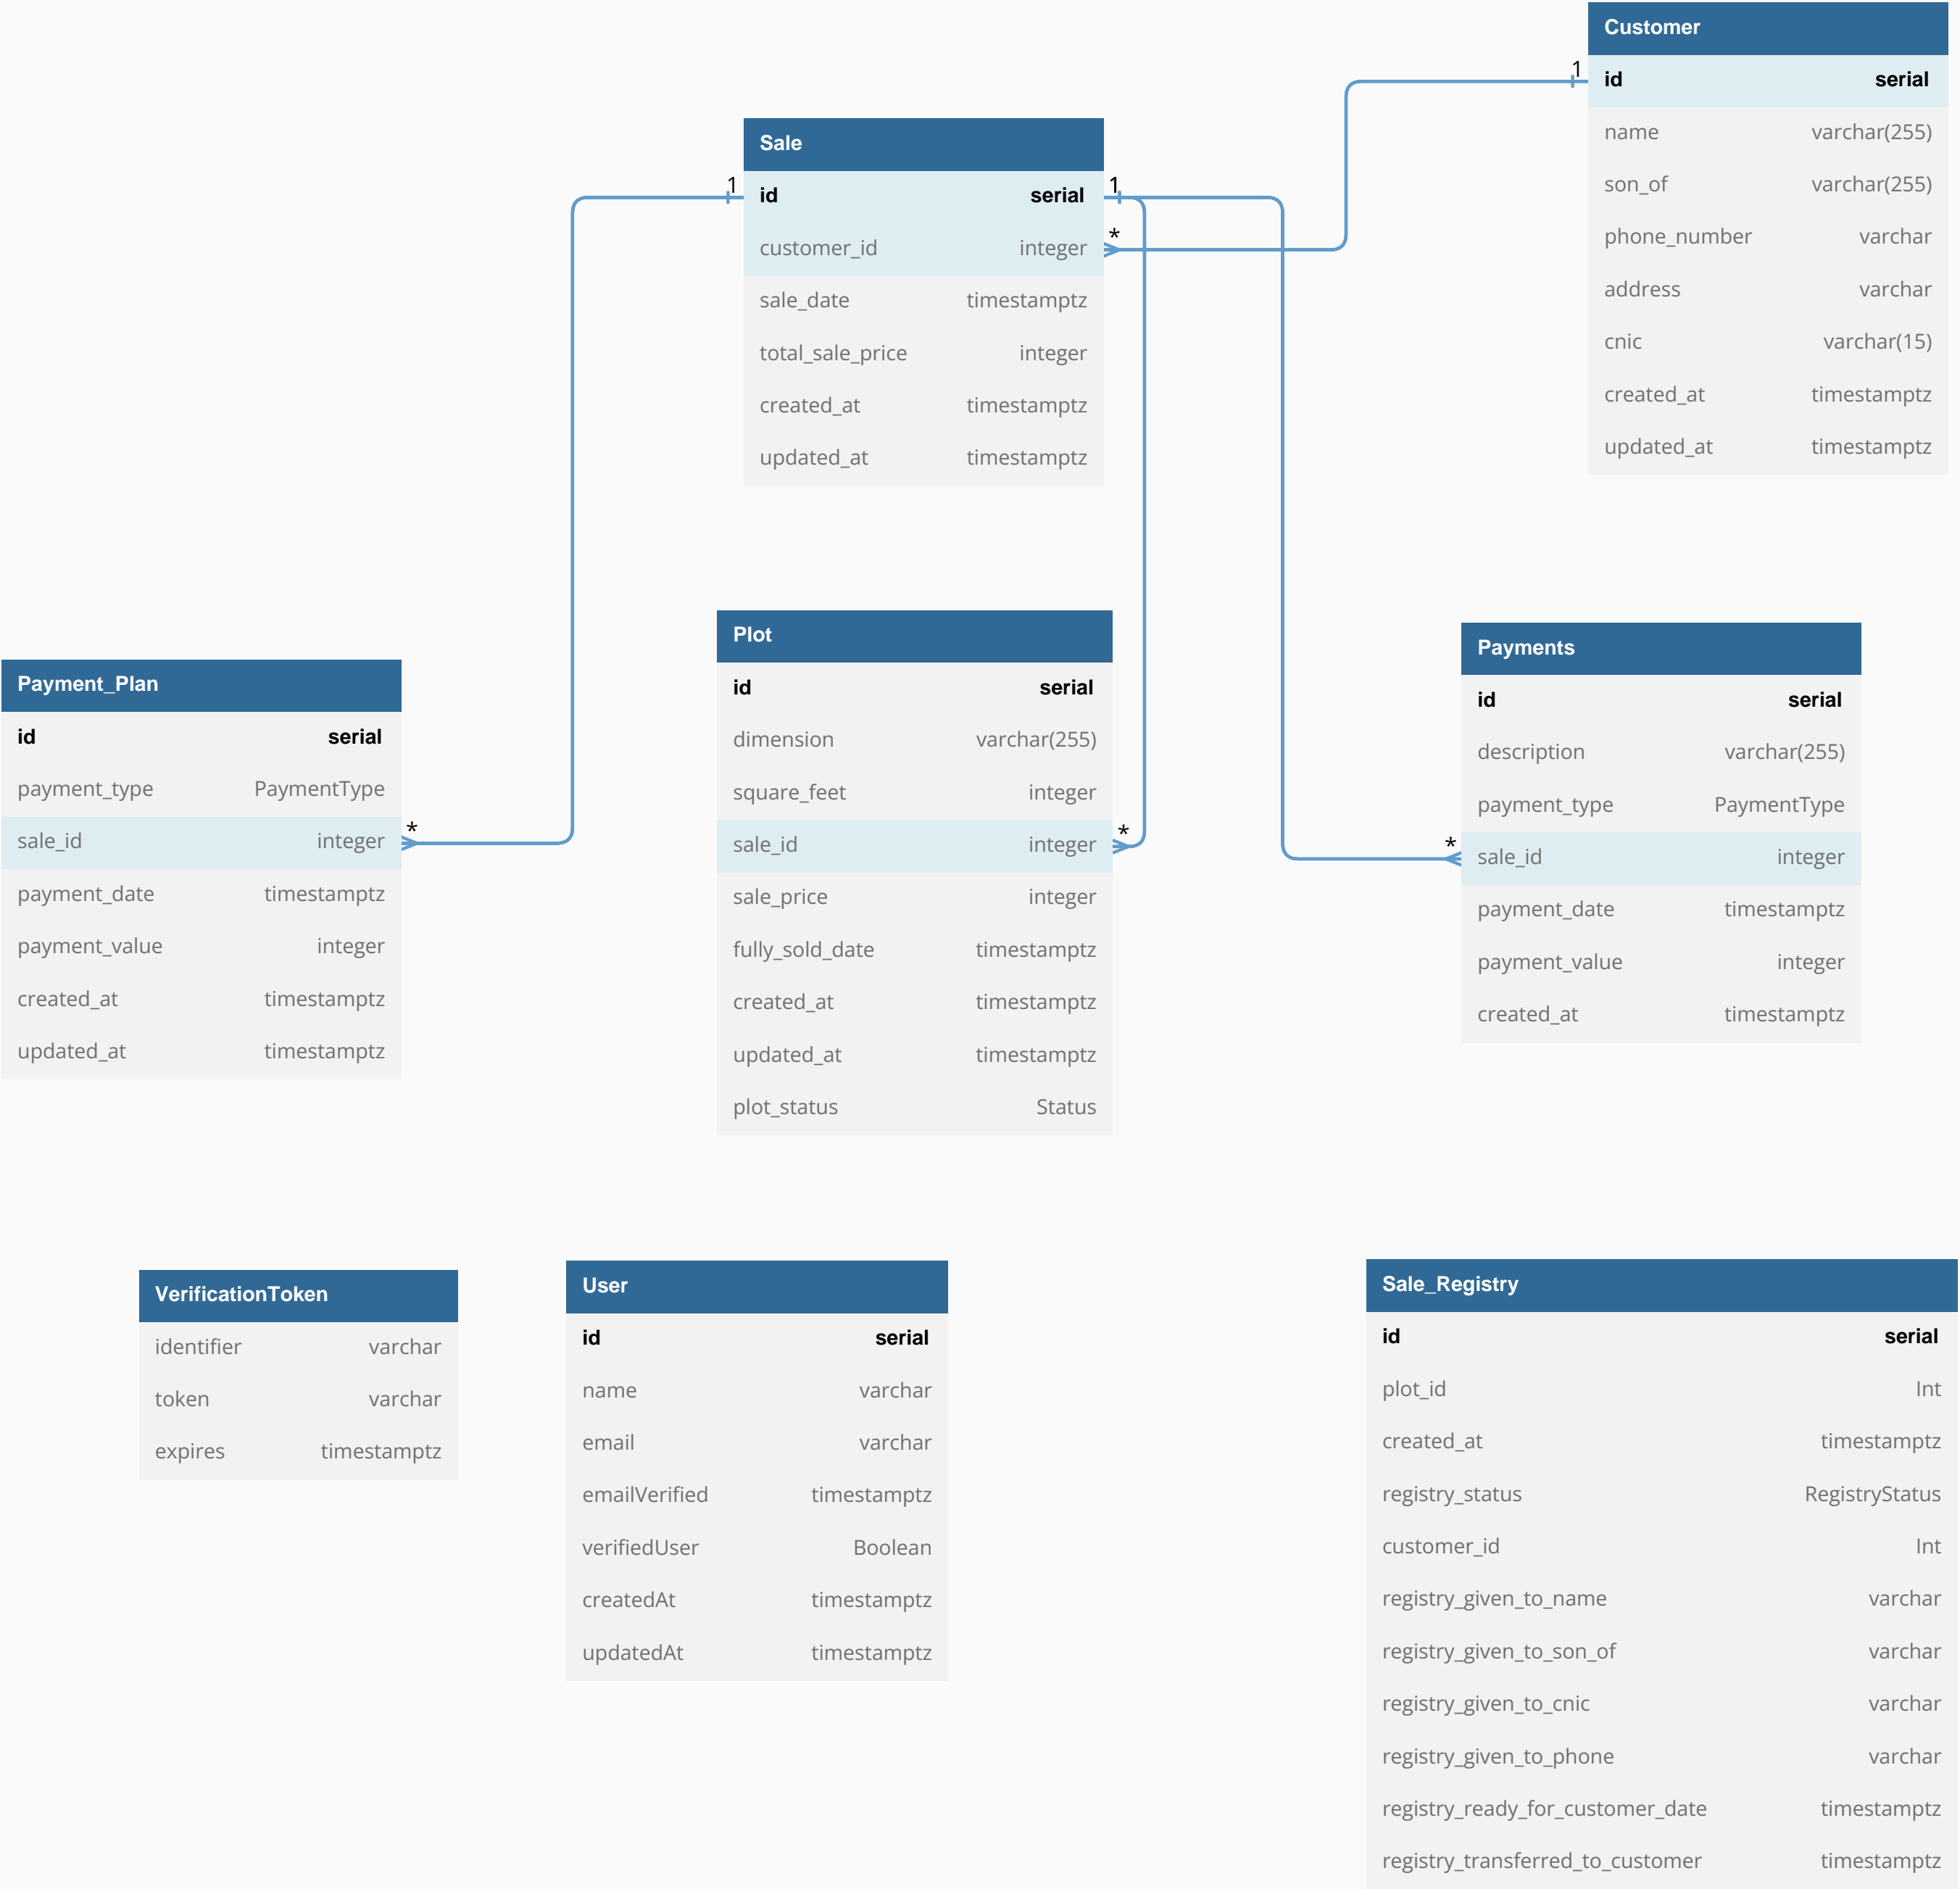 Customer
id serial
name varchar(255)
son_of varchar(255)
phone_number varchar
address varchar
cnic varchar(15)
created_at timestamptz
updated_at timestamptz
1
Sale
id serial
customer_id integer
sale_date timestamptz
total_sale_price integer
created_at timestamptz
updated_at timestamptz
1
1
*
Payment_Plan
id serial
payment_type PaymentType
sale_id integer
payment_date timestamptz
payment_value integer
created_at timestamptz
updated_at timestamptz
*
Plot
id serial
dimension varchar(255)
square_feet integer
sale_id integer
sale_price integer
fully_sold_date timestamptz
created_at timestamptz
updated_at timestamptz
plot_status Status
*
Payments
id serial
description varchar(255)
payment_type PaymentType
sale_id integer
payment_date timestamptz
payment_value integer
created_at timestamptz
*
VerificationToken
identifier varchar
token varchar
expires timestamptz
User
id serial
name varchar
email varchar
emailVerified timestamptz
verifiedUser Boolean
createdAt timestamptz
updatedAt timestamptz
Sale_Registry
id serial
plot_id Int
created_at timestamptz
registry_status RegistryStatus
customer_id Int
registry_given_to_name varchar
registry_given_to_son_of varchar
registry_given_to_cnic varchar
registry_given_to_phone varchar
registry_ready_for_customer_date timestamptz
registry_transferred_to_customer timestamptz